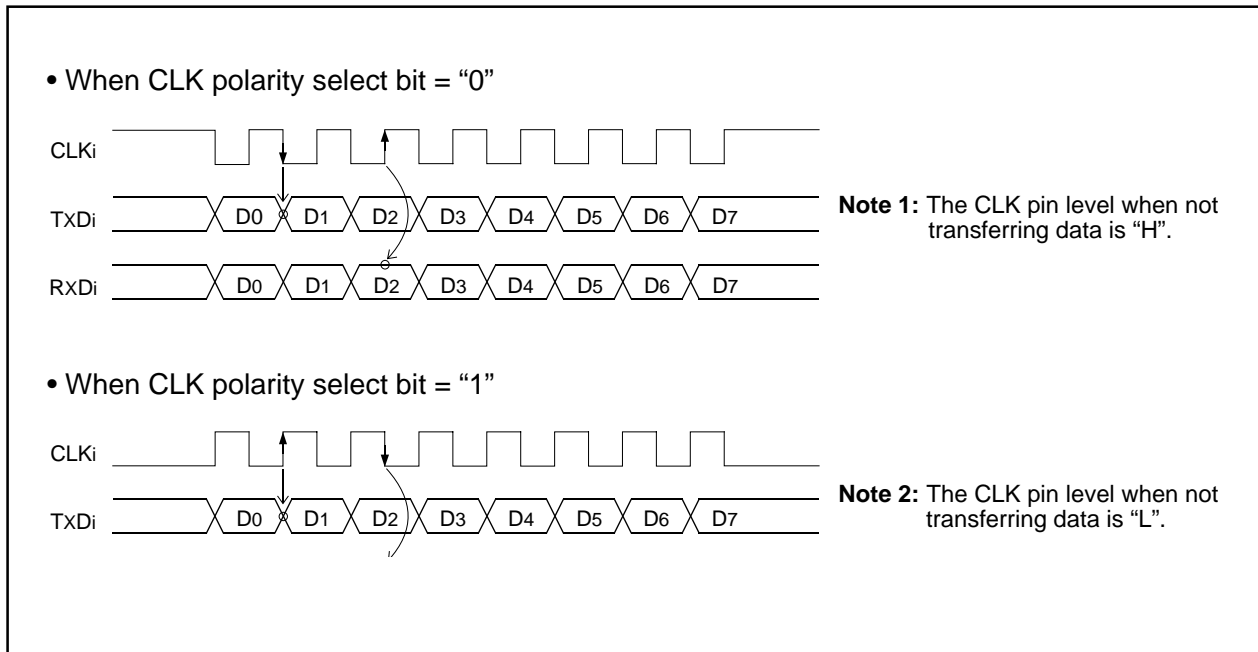 • When CLK polarity select bit = “0”
CLKi
TXDi
D0 D1 D2 D3 D4 D5 D6 D7
RXDi
D0 D1 D2 D3 D4 D5 D6 D7
Note 1: The CLK pin level when not
transferring data is “H”.
• When CLK polarity select bit = “1”
CLKi
TXDi
D0 D1 D2 D3 D4 D5 D6 D7
Note 2: The CLK pin level when not
transferring data is “L”.